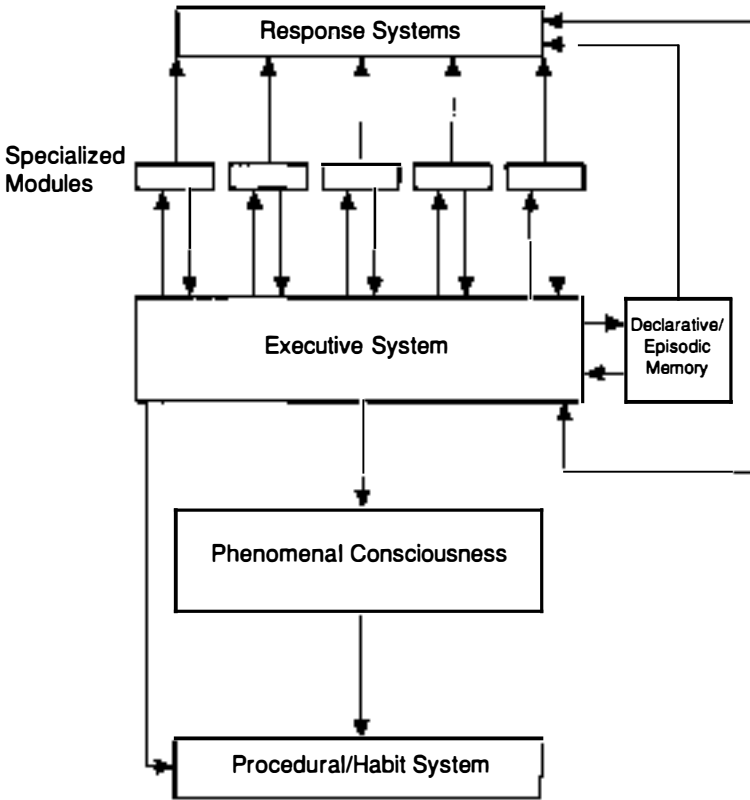 Response Systems
Specialized
Modules
Executive System
Declarative/
Episodic
Memory
Phenomenal Consciousness
Procedural/Habit System